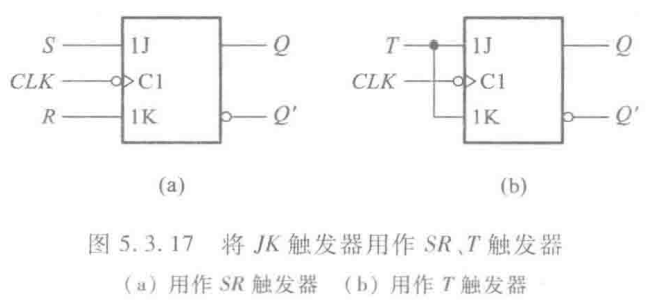 S 1J Q
CLK C1
R 1K Q'
(a)
T 1J Q
CLK C1
1K Q'
(b)
图 5.3.17 将 JK 触发器用作 SR、T 触发器
(a) 用作 SR 触发器 (b) 用作 T 触发器